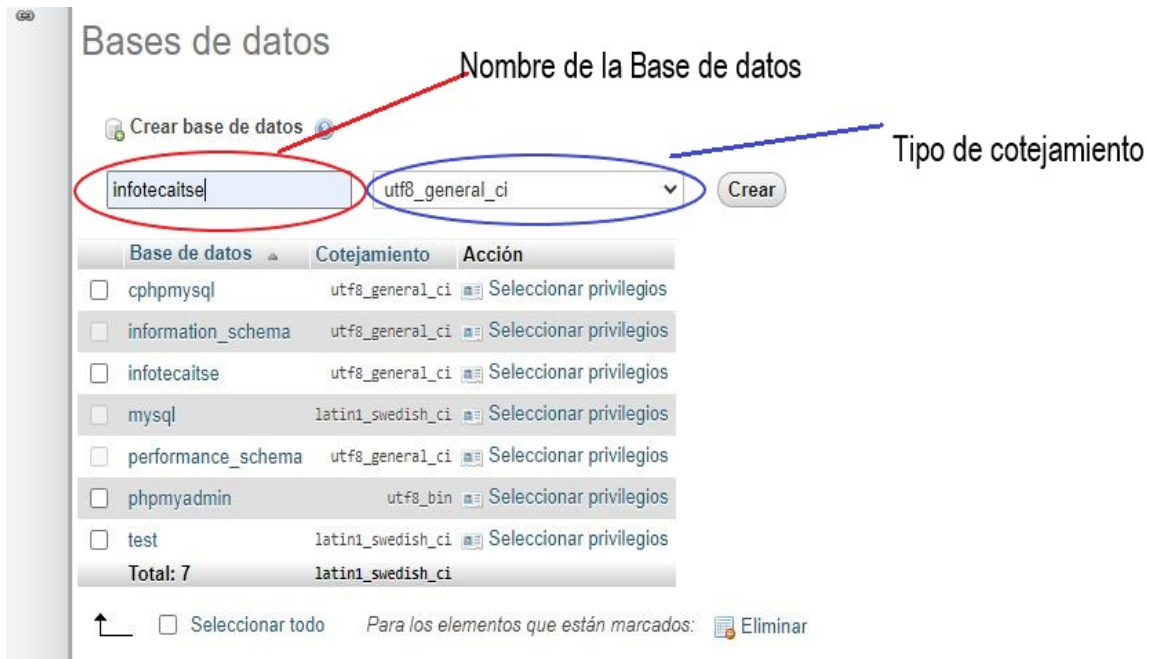 Bases de datos
Nombre de la Base de datos
Crear base de datos
Tipo de cotejamiento
infotecaitse
utf8_general_ci
Crear
Base de datos Cotejamiento Acción
cphpmysql utf8_general_ci Seleccionar privilegios
information_schema utf8_general_ci Seleccionar privilegios
infotecaitse utf8_general_ci Seleccionar privilegios
mysql latin1_swedish_ci Seleccionar privilegios
performance_schema utf8_general_ci Seleccionar privilegios
phpmyadmin utf8_bin Seleccionar privilegios
test latin1_swedish_ci Seleccionar privilegios
Total: 7 latin1_swedish_ci
Seleccionar todo Para los elementos que están marcados: Eliminar